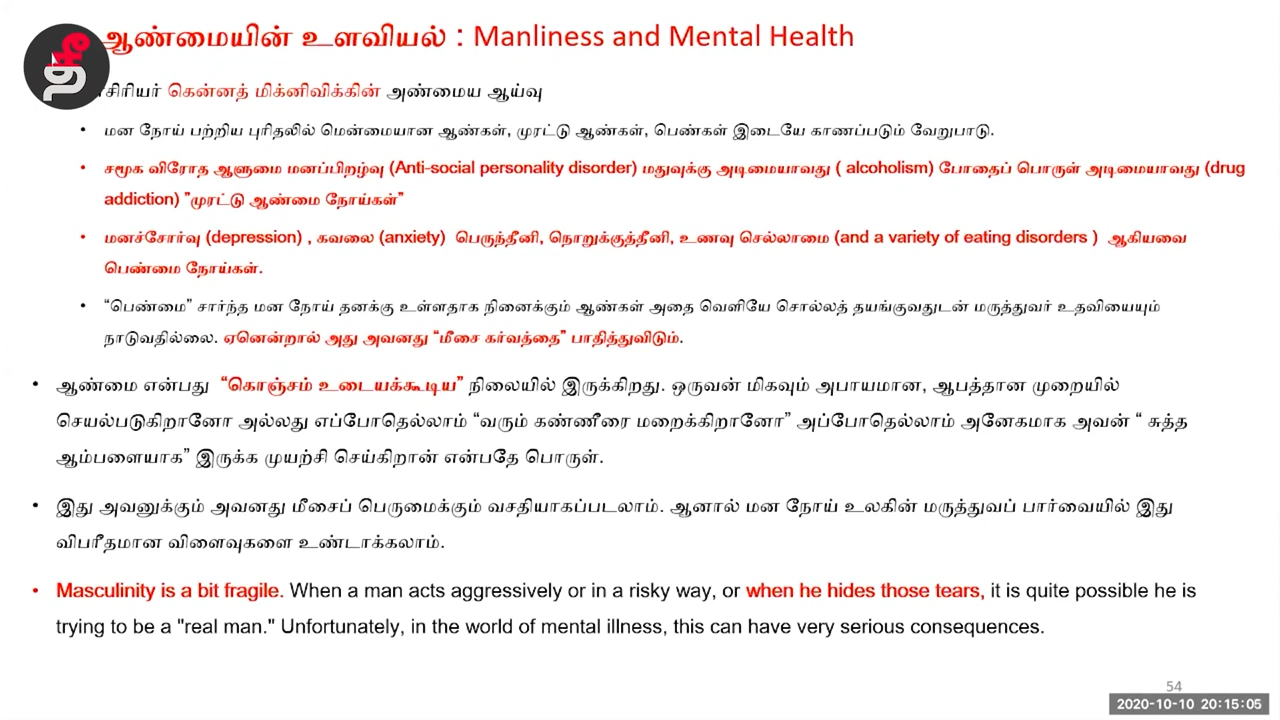 ஆண்மையின் உளவியல் : Manliness and Mental Health
சிரியர் கென்னத் மிக்னிவிக்கின் அண்மைய ஆய்வு
• மன நோய் பற்றிய புரிதலில் மென்மையான ஆண்கள், முரட்டு ஆண்கள், பெண்கள் இடையே காணப்படும் வேறுபாடு.
• சமூக விரோத ஆளுமை மனப்பிறழ்வு (Anti-social personality disorder) மதுவுக்கு அடிமையாவது ( alcoholism) போதைப் பொருள் அடிமையாவது (drug
addiction) ”முரட்டு ஆண்மை நோய்கள்”
• மனச்சோர்வு (depression) , கவலை (anxiety) பெருந்தீனி, நொறுக்குத்தீனி, உணவு செல்லாமை (and a variety of eating disorders ) ஆகியவை
பெண்மை நோய்கள்.
• “பெண்மை” சார்ந்த மன நோய் தனக்கு உள்ளதாக நினைக்கும் ஆண்கள் அதை வெளியே சொல்லத் தயங்குவதுடன் மருத்துவர் உதவியையும்
நாடுவதில்லை. ஏனென்றால் அது அவனது “மீசை கர்வத்தை” பாதித்துவிடும்.
• ஆண்மை என்பது “கொஞ்சம் உடையக்கூடிய” நிலையில் இருக்கிறது. ஒருவன் மிகவும் அபாயமான, ஆபத்தான முறையில்
செயல்படுகிறானோ அல்லது எப்போதெல்லாம் “வரும் கண்ணீரை மறைக்கிறானோ” அப்போதெல்லாம் அனேகமாக அவன் “ சுத்த
ஆம்பளையாக” இருக்க முயற்சி செய்கிறான் என்பதே பொருள்.
• இது அவனுக்கும் அவனது மீசைப் பெருமைக்கும் வசதியாகப்படலாம். ஆனால் மன நோய் உலகின் மருத்துவப் பார்வையில் இது
விபரீதமான விளைவுகளை உண்டாக்கலாம்.
• Masculinity is a bit fragile. When a man acts aggressively or in a risky way, or when he hides those tears, it is quite possible he is
trying to be a "real man." Unfortunately, in the world of mental illness, this can have very serious consequences.
54
2020-10-10 20:15:05